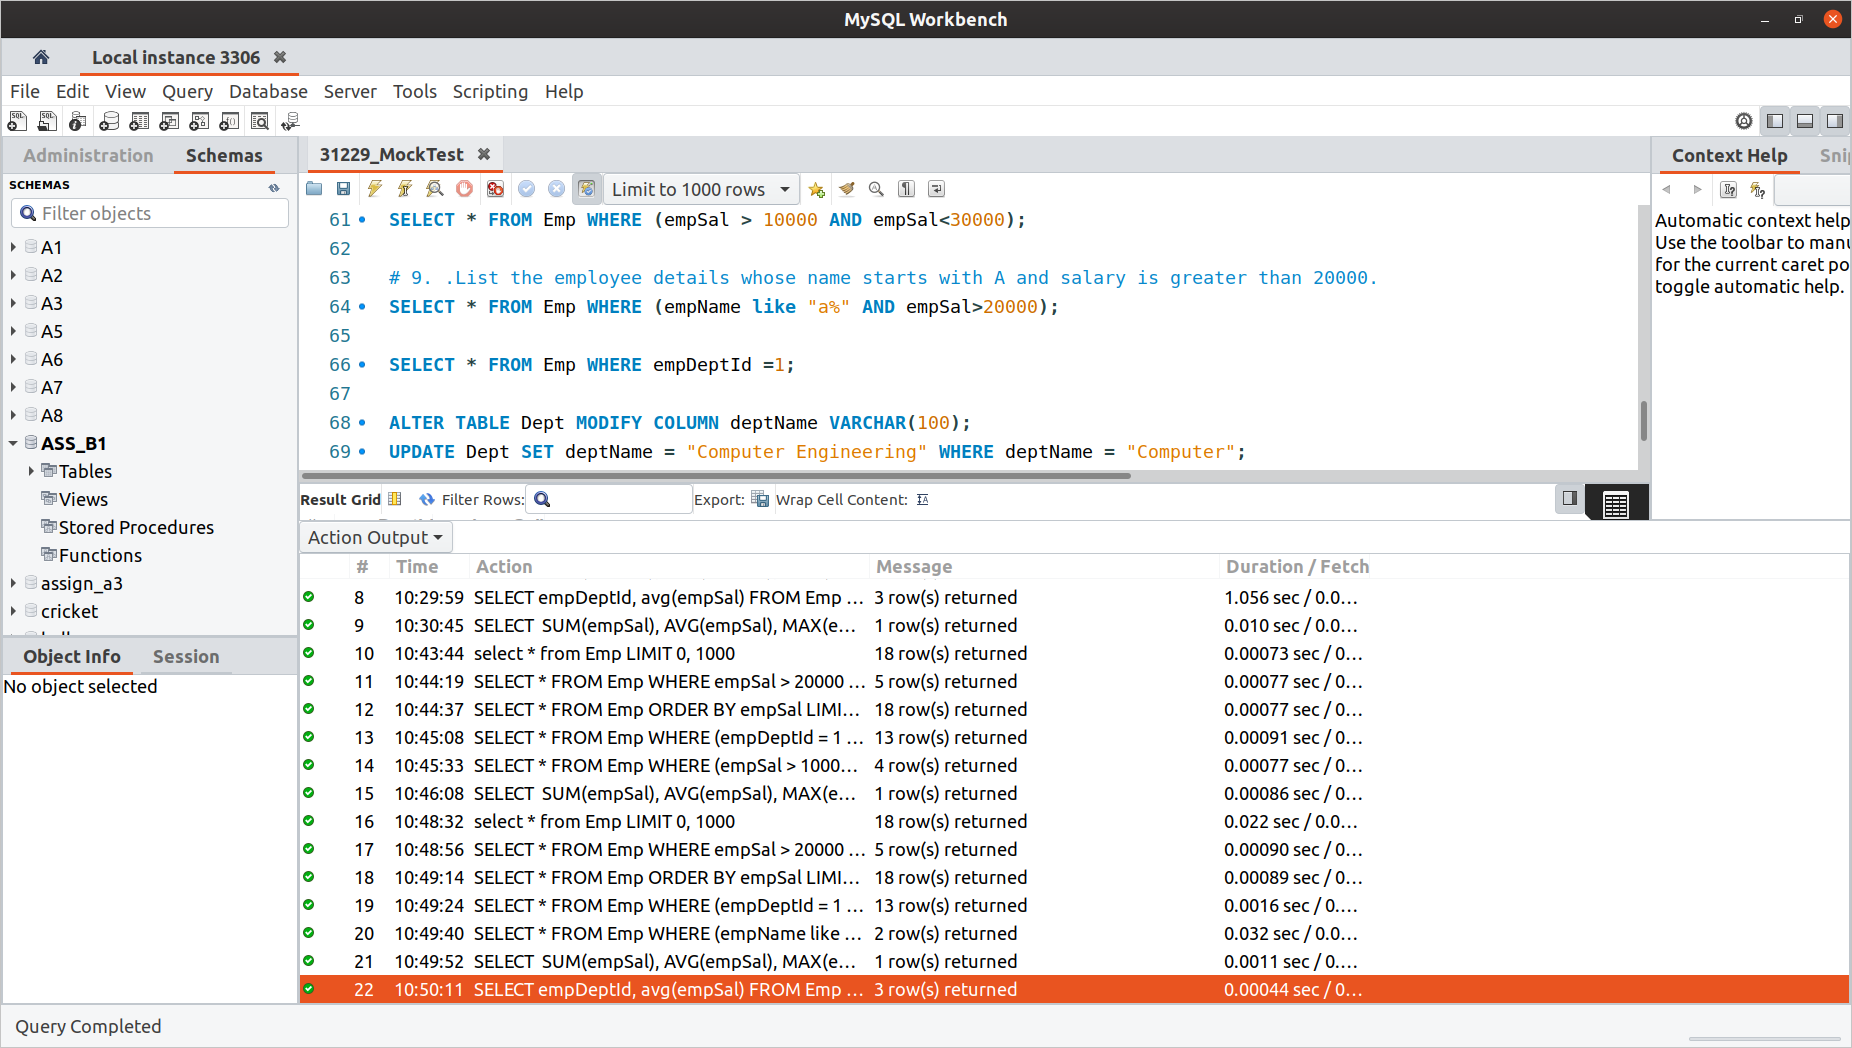 MySQL Workbench
Local instance 3306
File Edit View Query Database Server Tools Scripting Help
Administration Schemas
31229_MockTest
Context Help Snip
SCHEMAS
Filter objects
Limit to 1000 rows
A1
A2
A3
A5
A6
A7
A8
ASS_B1
Tables
Views
Stored Procedures
Functions
assign_a3
cricket
Object Info Session
No object selected
61 SELECT * FROM Emp WHERE (empSal > 10000 AND empSal<30000);
62
63 # 9. .List the employee details whose name starts with A and salary is greater than 20000.
64 SELECT * FROM Emp WHERE (empName like "a%" AND empSal>20000);
65
66 SELECT * FROM Emp WHERE empDeptId =1;
67
68 ALTER TABLE Dept MODIFY COLUMN deptName VARCHAR(100);
69 UPDATE Dept SET deptName = "Computer Engineering" WHERE deptName = "Computer";
Automatic context help
Use the toolbar to manu
for the current caret po
toggle automatic help.
Result Grid Filter Rows: Export: Wrap Cell Content:
Action Output
# Time Action Message Duration / Fetch
8 10:29:59 SELECT empDeptId, avg(empSal) FROM Emp ... 3 row(s) returned 1.056 sec / 0.0...
9 10:30:45 SELECT SUM(empSal), AVG(empSal), MAX(e... 1 row(s) returned 0.010 sec / 0.0...
10 10:43:44 select * from Emp LIMIT 0, 1000 18 row(s) returned 0.00073 sec / 0...
11 10:44:19 SELECT * FROM Emp WHERE empSal > 20000 ... 5 row(s) returned 0.00077 sec / 0...
12 10:44:37 SELECT * FROM Emp ORDER BY empSal LIMI... 18 row(s) returned 0.00077 sec / 0...
13 10:45:08 SELECT * FROM Emp WHERE (empDeptId = 1 ... 13 row(s) returned 0.00091 sec / 0...
14 10:45:33 SELECT * FROM Emp WHERE (empSal > 1000... 4 row(s) returned 0.00077 sec / 0...
15 10:46:08 SELECT SUM(empSal), AVG(empSal), MAX(e... 1 row(s) returned 0.00086 sec / 0...
16 10:48:32 select * from Emp LIMIT 0, 1000 18 row(s) returned 0.022 sec / 0.0...
17 10:48:56 SELECT * FROM Emp WHERE empSal > 20000 ... 5 row(s) returned 0.00090 sec / 0...
18 10:49:14 SELECT * FROM Emp ORDER BY empSal LIMI... 18 row(s) returned 0.00089 sec / 0...
19 10:49:24 SELECT * FROM Emp WHERE (empDeptId = 1 ... 13 row(s) returned 0.0016 sec / 0....
20 10:49:40 SELECT * FROM Emp WHERE (empName like ... 2 row(s) returned 0.032 sec / 0.0...
21 10:49:52 SELECT SUM(empSal), AVG(empSal), MAX(e... 1 row(s) returned 0.0011 sec / 0....
22 10:50:11 SELECT empDeptId, avg(empSal) FROM Emp ... 3 row(s) returned 0.00044 sec / 0...
Query Completed